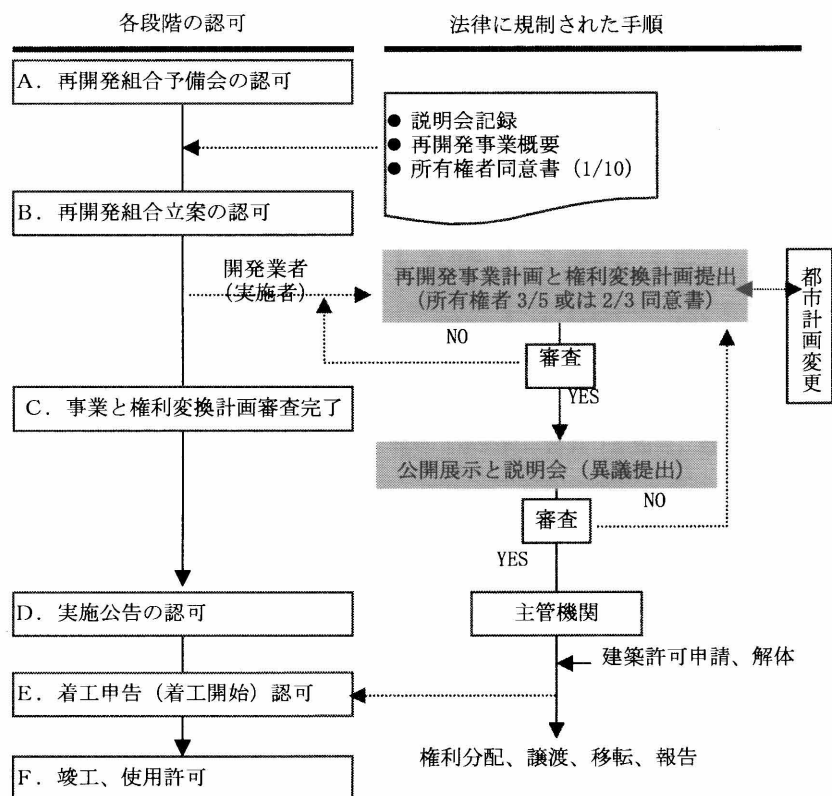 各段階の認可
法律に規制された手順
A. 再開発組合予備会の認可
● 説明会記録
● 再開発事業概要
● 所有権者同意書 (1/10)
B. 再開発組合立案の認可
開発業者
(実施者)
再開発事業計画と権利変換計画提出
(所有権者 3/5 或は 2/3 同意書)
都市計画変更
NO
審査
YES
C. 事業と権利変換計画審査完了
公開展示と説明会 (異議提出)
NO
審査
YES
D. 実施公告の認可
主管機関
建築許可申請、解体
E. 着工申告 (着工開始) 認可
権利分配、譲渡、移転、報告
F. 竣工、使用許可